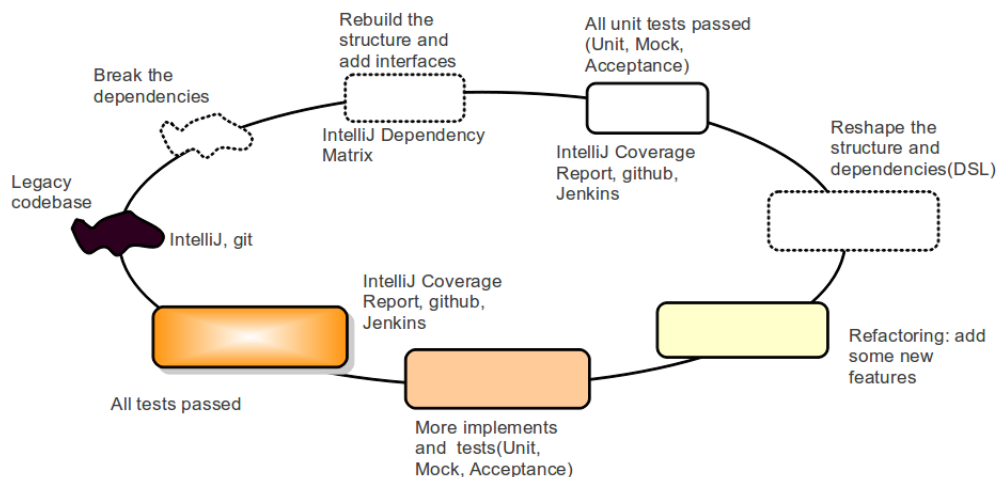 Rebuild the
structure and
add interfaces
All unit tests passed
(Unit, Mock,
Acceptance)
Break the
dependencies
IntelliJ Dependency
Matrix
IntelliJ Coverage
Report, github,
Jenkins
Reshape the
structure and
dependencies(DSL)
Legacy
codebase
IntelliJ, git
IntelliJ Coverage
Report, github,
Jenkins
Refactoring: add
some new
features
All tests passed
More implements
and tests(Unit,
Mock, Acceptance)